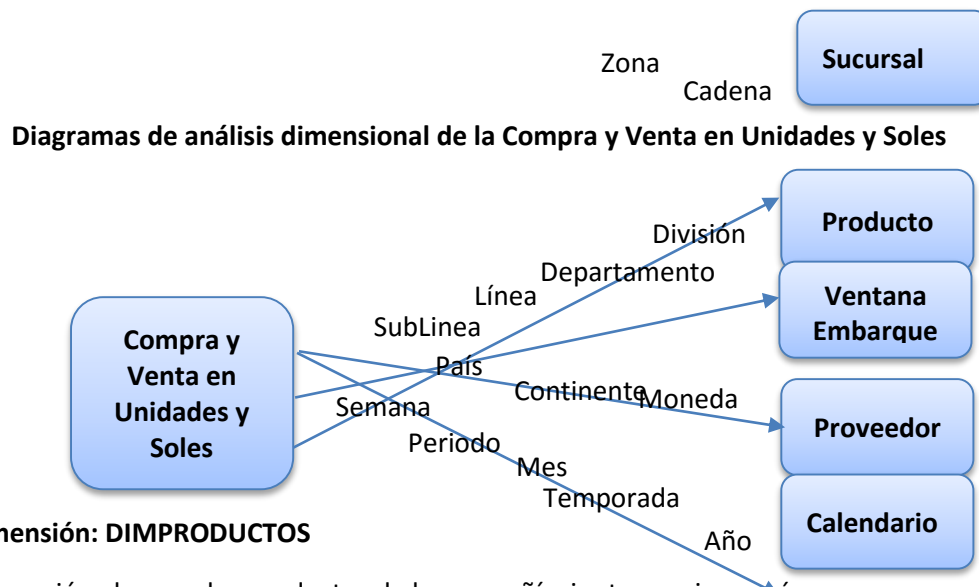 Zona
Sucursal
Cadena
Diagramas de análisis dimensional de la Compra y Venta en Unidades y Soles
División
Producto
Departamento
Línea
SubLinea
Ventana
Embarque
Compra y
Venta en
Unidades y
Soles
País
Continente
Moneda
Semana
Proveedor
Periodo
Mes
Temporada
Año
Calendario
mensión: DIMPRODUCTOS